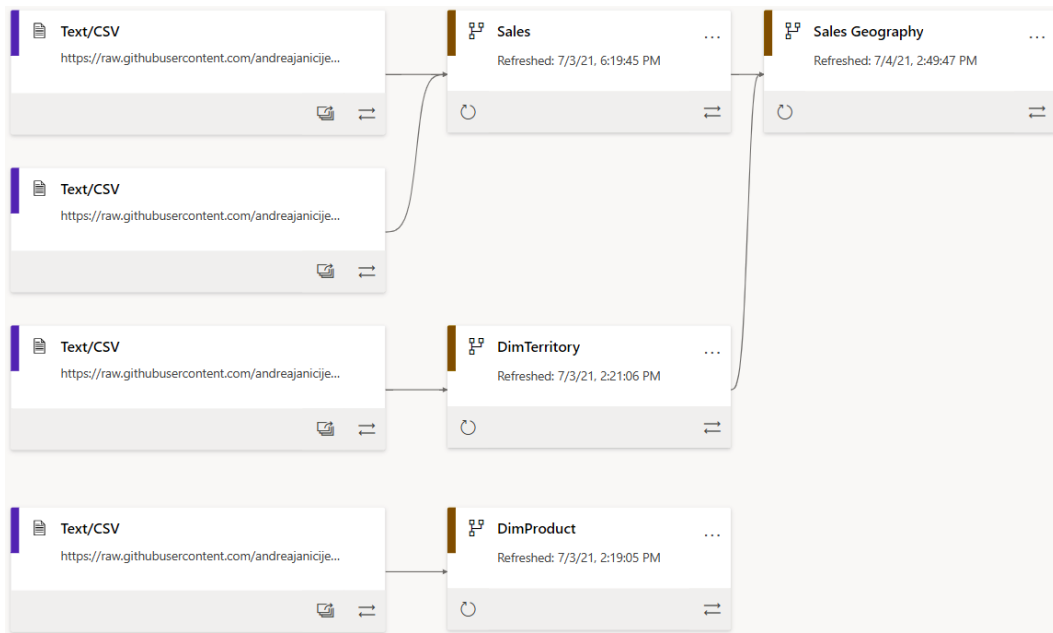 Text/CSV
https://raw.githubusercontent.com/andreajanicije...
Sales
...
Refreshed: 7/3/21, 6:19:45 PM
Sales Geography
...
Refreshed: 7/4/21, 2:49:47 PM
Text/CSV
https://raw.githubusercontent.com/andreajanicije...
Text/CSV
https://raw.githubusercontent.com/andreajanicije...
DimTerritory
...
Refreshed: 7/3/21, 2:21:06 PM
Text/CSV
https://raw.githubusercontent.com/andreajanicije...
DimProduct
...
Refreshed: 7/3/21, 2:19:05 PM